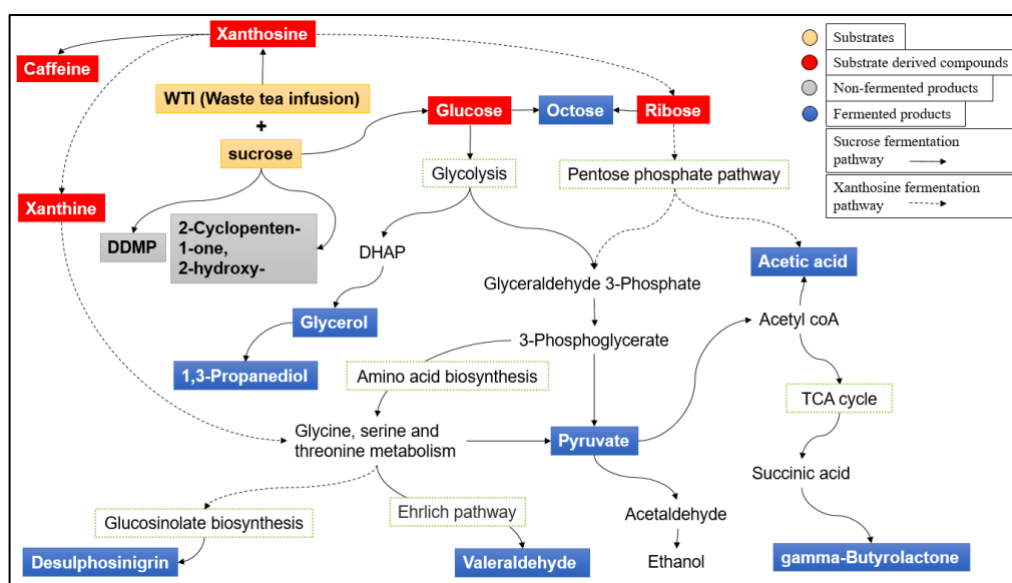 Xanthosine
Caffeine
WTI (Waste tea infusion)
+
sucrose
Glucose
Octose
Ribose
Substrates
Substrate derived compounds
Non-fermented products
Fermented products
Sucrose fermentation
pathway
Xanthosine fermentation
pathway
Glycolysis
Pentose phosphate pathway
Xanthine
DDMP
2-Cyclopenten-
1-one,
2-hydroxy-
DHAP
Glyceraldehyde 3-Phosphate
Acetic acid
Glycerol
3-Phosphoglycerate
Acetyl coA
1,3-Propanediol
Amino acid biosynthesis
TCA cycle
Glycine, serine and
threonine metabolism
Pyruvate
Succinic acid
Glucosinolate biosynthesis
Ehrlich pathway
Acetaldehyde
Desulphosinigrin
Valeraldehyde
Ethanol
gamma-Butyrolactone